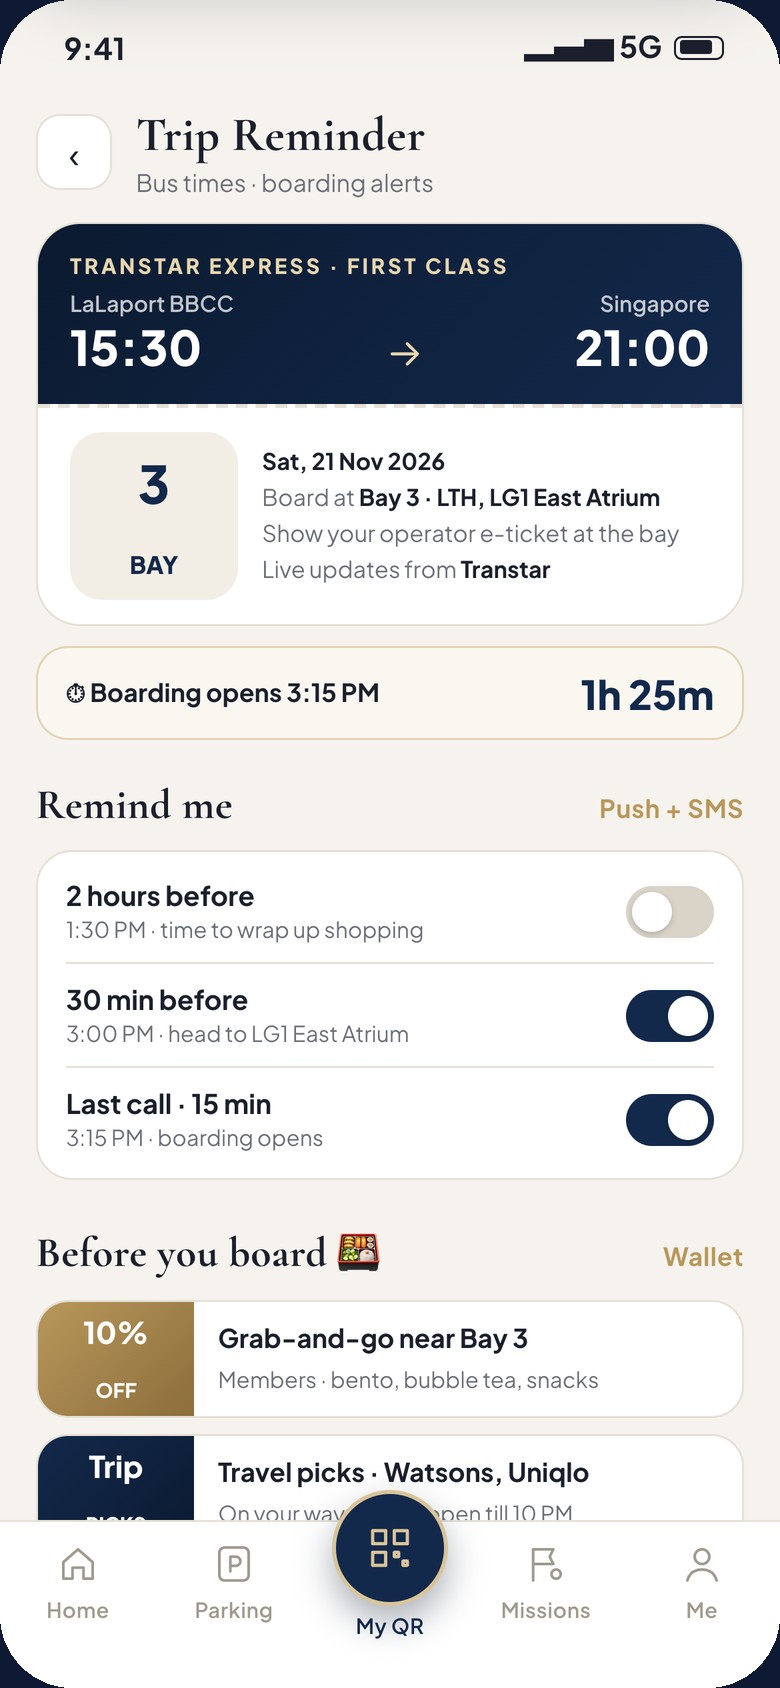 9:41
5G
‹
Trip Reminder
Bus times · boarding alerts
TRANSTAR EXPRESS · FIRST CLASS
LaLaport BBCC
Singapore
15:30
→
21:00
3
BAY
Sat, 21 Nov 2026
Board at Bay 3 · LTH, LG1 East Atrium
Show your operator e-ticket at the bay
Live updates from Transtar
⏱ Boarding opens 3:15 PM
1h 25m
Remind me
Push + SMS
2 hours before
1:30 PM · time to wrap up shopping
30 min before
3:00 PM · head to LG1 East Atrium
Last call · 15 min
3:15 PM · boarding opens
Before you board 🍱
Wallet
10%
OFF
Grab-and-go near Bay 3
Members · bento, bubble tea, snacks
Trip
PICKS
Travel picks · Watsons, Uniqlo
On your way open till 10 PM
Home
Parking
My QR
Missions
Me